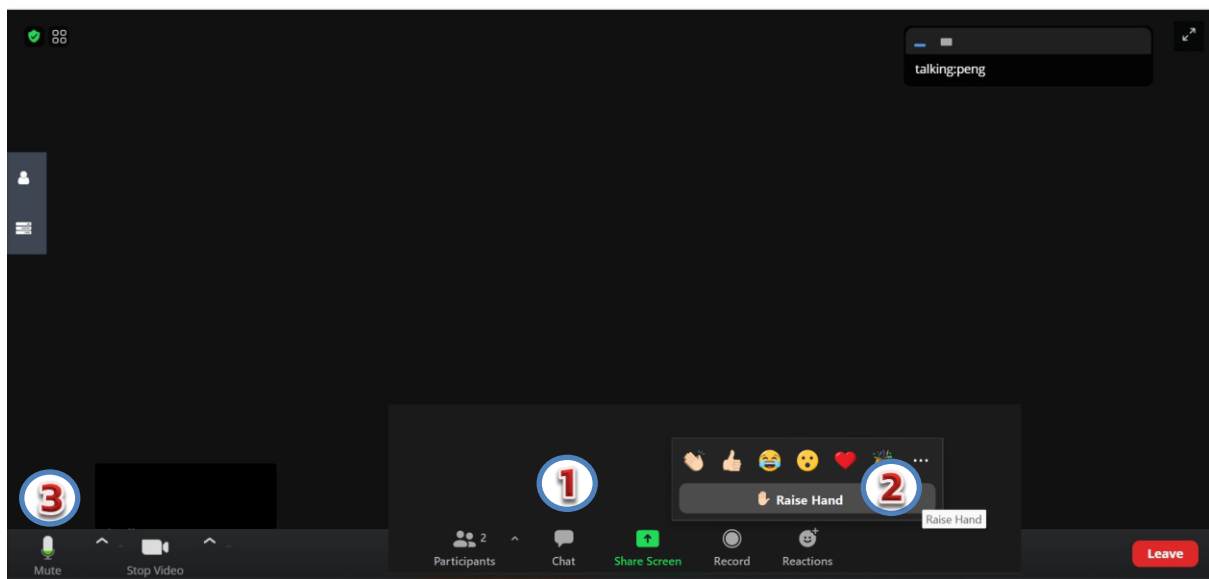 talking:peng
1
2
3
Raise Hand
Raise Hand
Participants 2
Chat
Share Screen
Record
Reactions
Mute
Stop Video
Leave